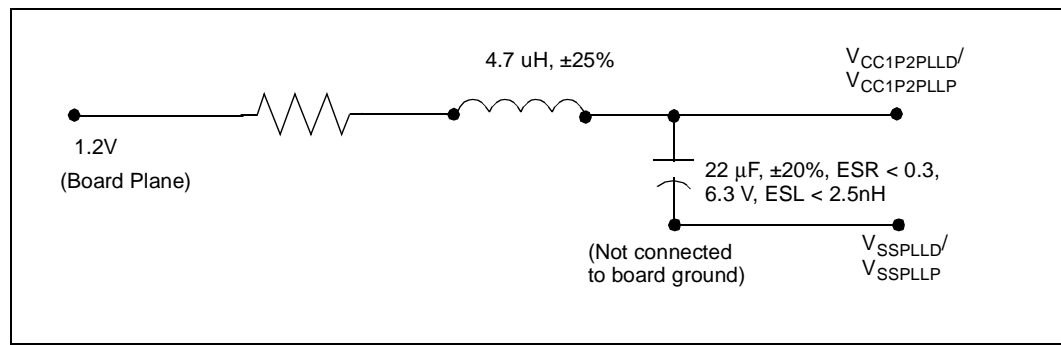 4.7 uH, ±25%
VCC1P2PLLD/
VCC1P2PLLP
1.2V
(Board Plane)
22 μF, ±20%, ESR < 0.3,
6.3 V, ESL < 2.5nH
(Not connected
to board ground)
VSSPLLD/
VSSPLLP